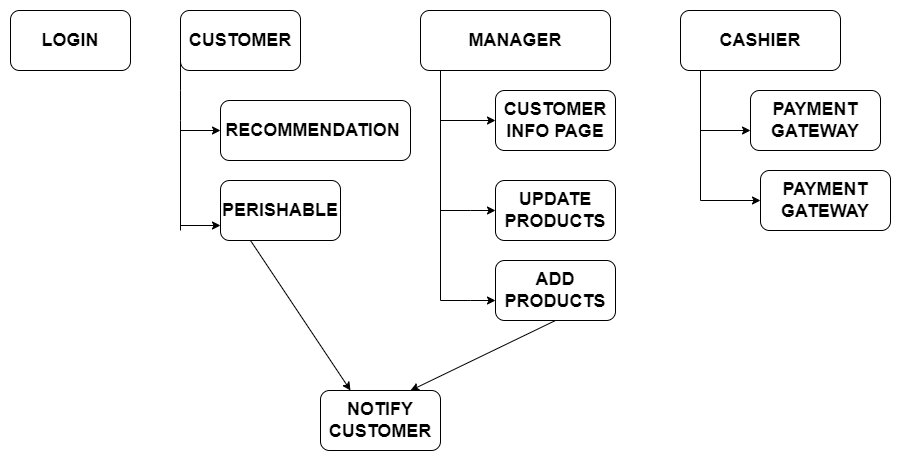 LOGIN
CUSTOMER
MANAGER
CASHIER
RECOMMENDATION
PERISHABLE
CUSTOMER
INFO PAGE
UPDATE
PRODUCTS
ADD
PRODUCTS
PAYMENT
GATEWAY
PAYMENT
GATEWAY
NOTIFY
CUSTOMER